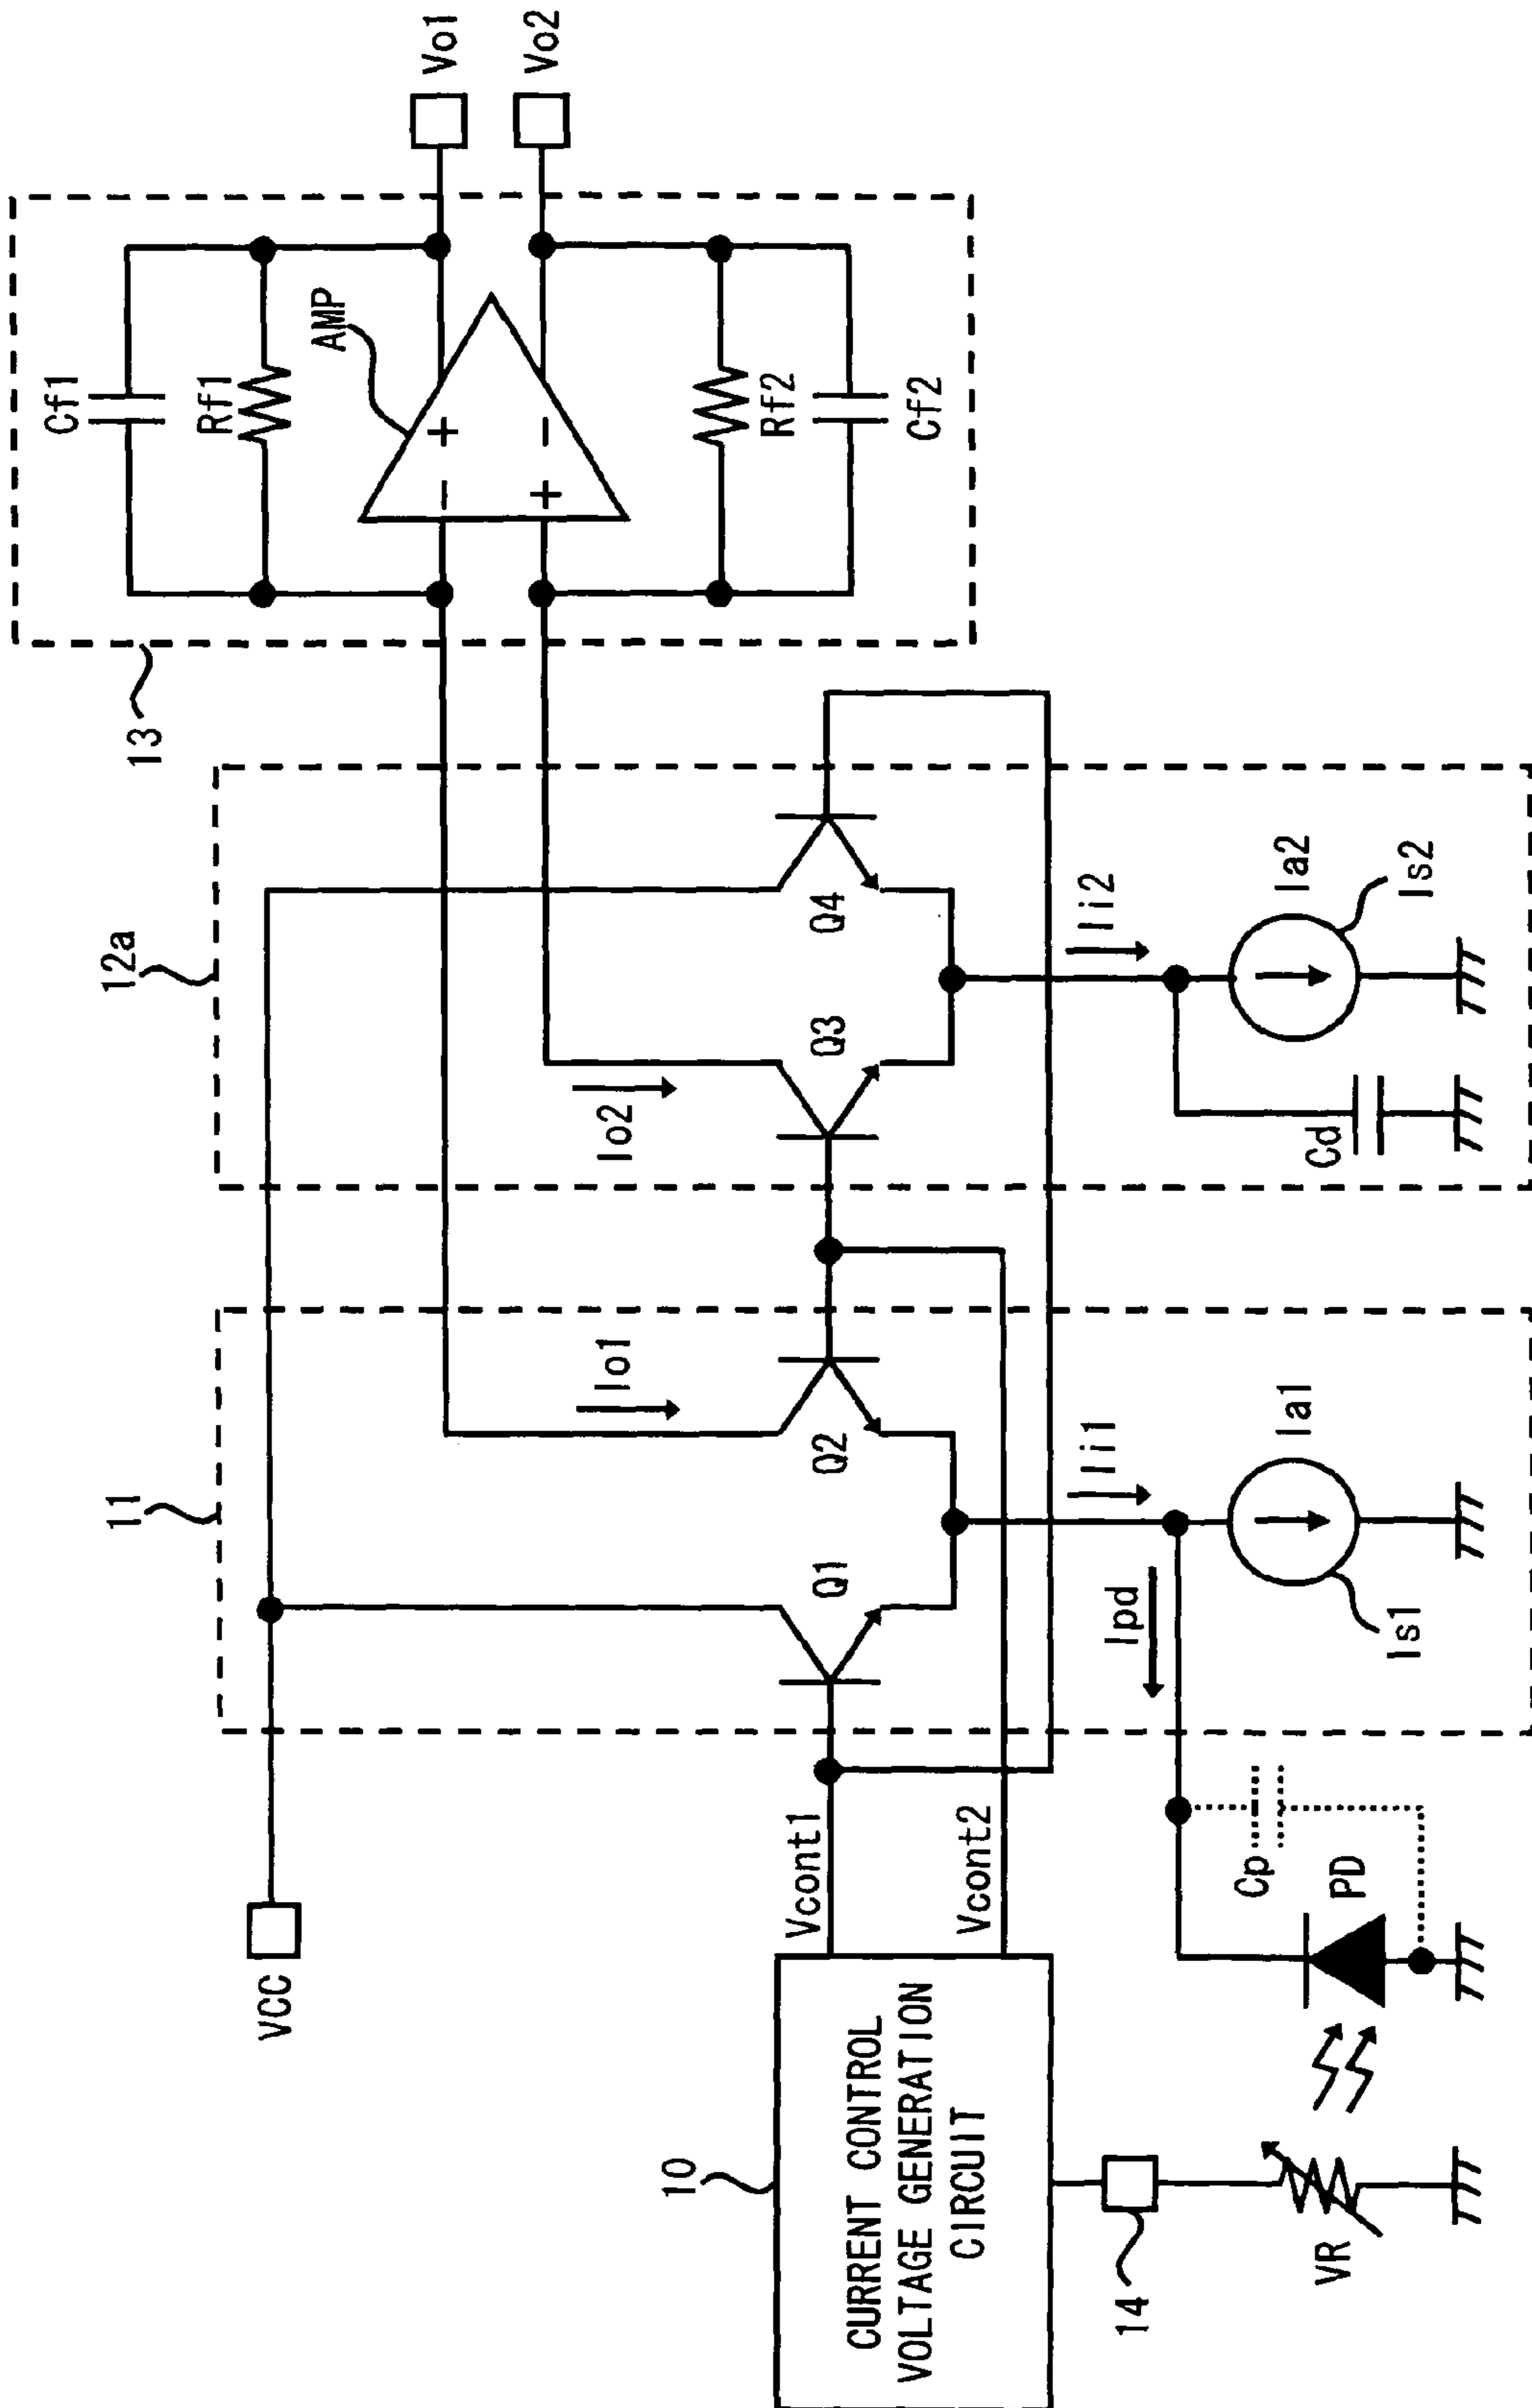 Cf1
13
Rf1
AMP
12a
11
VCC
+
-
Vo1
-
+
Vo2
Io1
Io2
Rf2
Cf2
10
CURRENT CONTROL
VOLTAGE GENERATION
CIRCUIT
Vcont1
Vcont2
Q1
Q2
Q3
Q4
Ii1
Ii2
Ipd
14
VR
Cp
PD
Ia1
Is1
Cd
Ia2
Is2